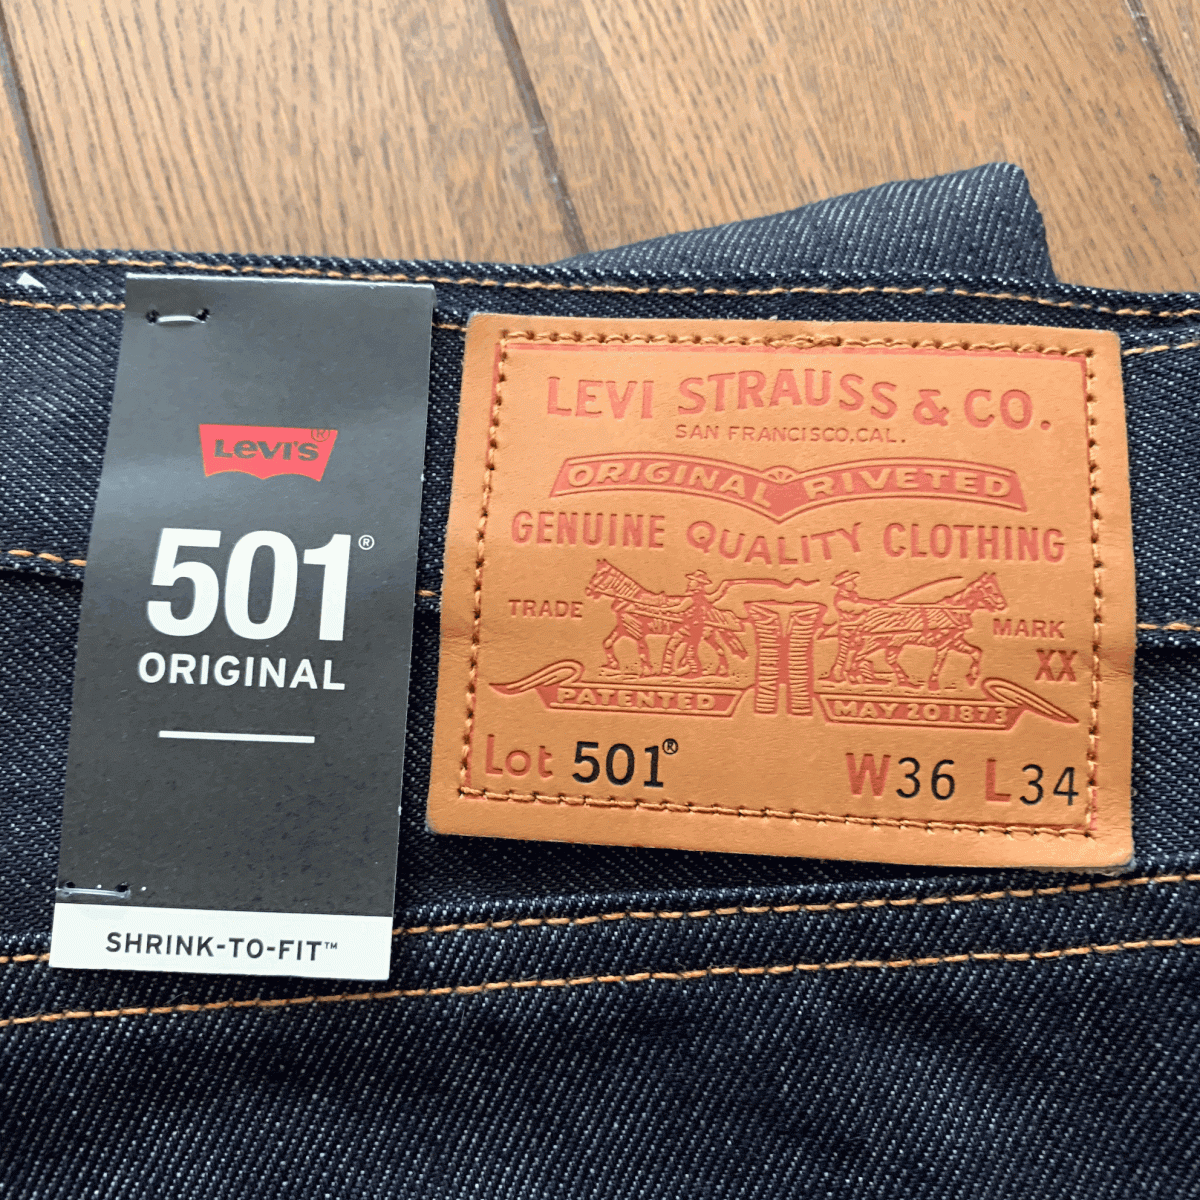 Levi's®
501®
ORIGINAL
SHRINK-TO-FIT™
LEVI STRAUSS & CO.
SAN FRANCISCO, CAL.
ORIGINAL RIVETED
GENUINE QUALITY CLOTHING
TRADE MARK
XX
PATENTED MAY 20 1873
Lot 501® W36 L34